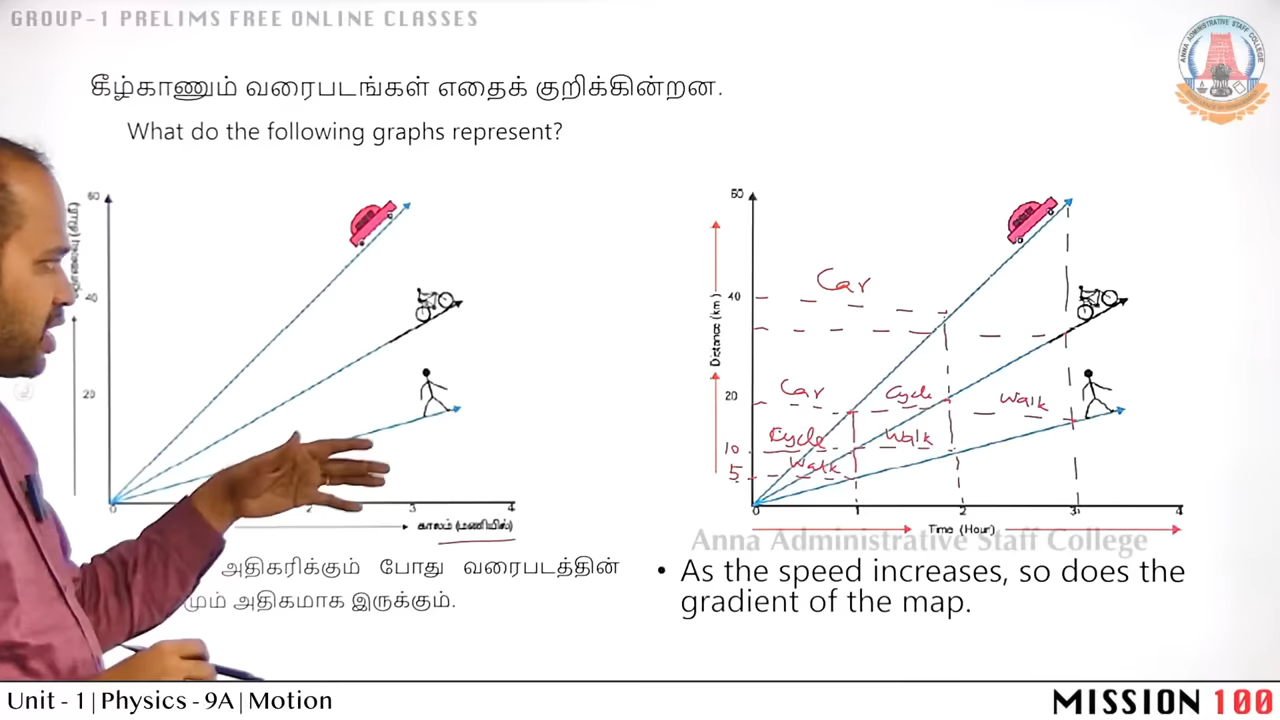 GROUP-1 PRELIMS FREE ONLINE CLASSES
கீழ்காணும் வரைபடங்கள் எதைக் குறிக்கின்றன.
What do the following graphs represent?
60
40
20
0
2
3
4
காலம் (மணியில்)
60
40
20
10
5
Distance (km)
Car
Car
Cycle
Walk
Cycle
Walk
Walk
0
1
2
3
4
Time (Hour)
Anna Administrative Staff College
அதிகரிக்கும் போது வரைபடத்தின்
மும் அதிகமாக இருக்கும்.
• As the speed increases, so does the
gradient of the map.
Unit - 1|Physics - 9A|Motion
MISSION 100